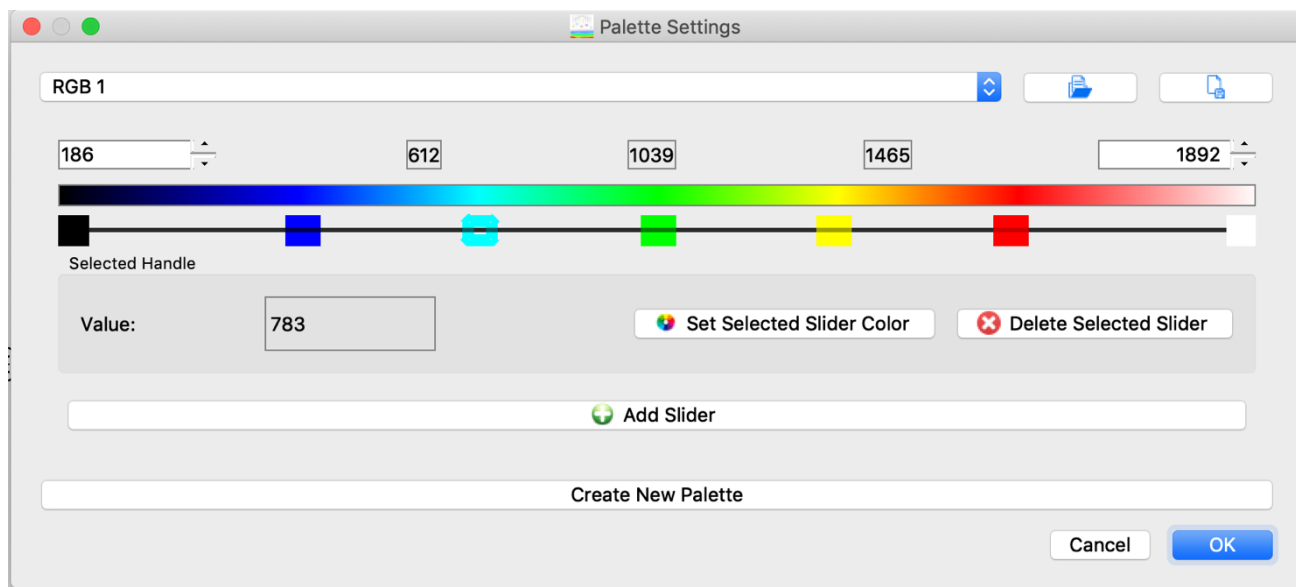 Palette Settings
RGB 1
186 612 1039 1465 1892
Selected Handle
Value: 783 Set Selected Slider Color Delete Selected Slider
Add Slider
Create New Palette
Cancel OK